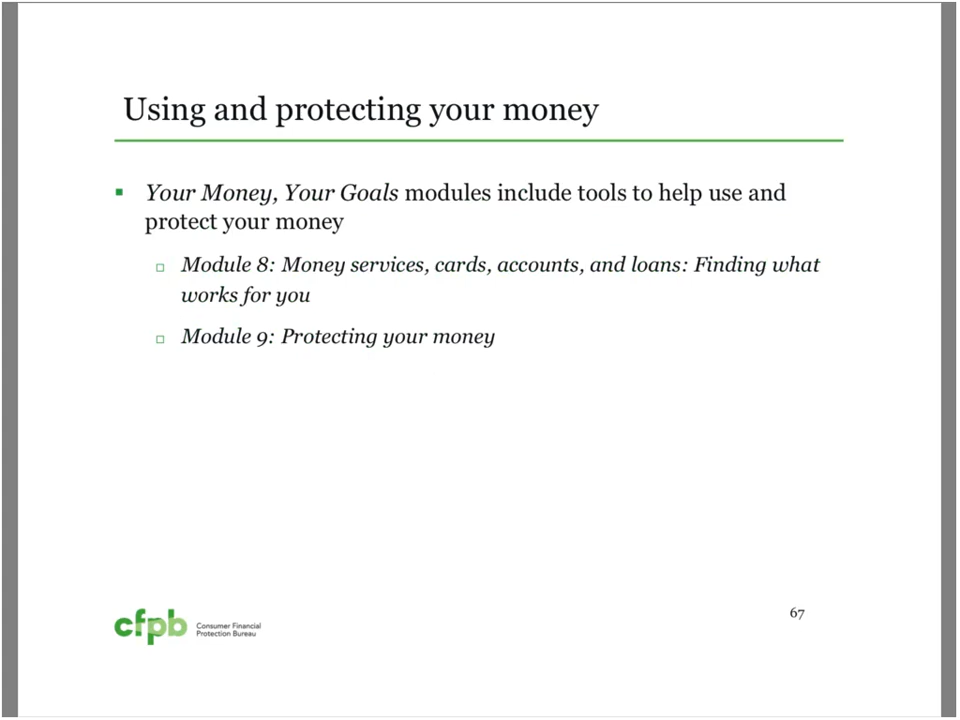 Using and protecting your money
Your Money, Your Goals modules include tools to help use and
protect your money
Module 8: Money services, cards, accounts, and loans: Finding what
works for you
Module 9: Protecting your money
67
cfpb
Consumer Financial
Protection Bureau